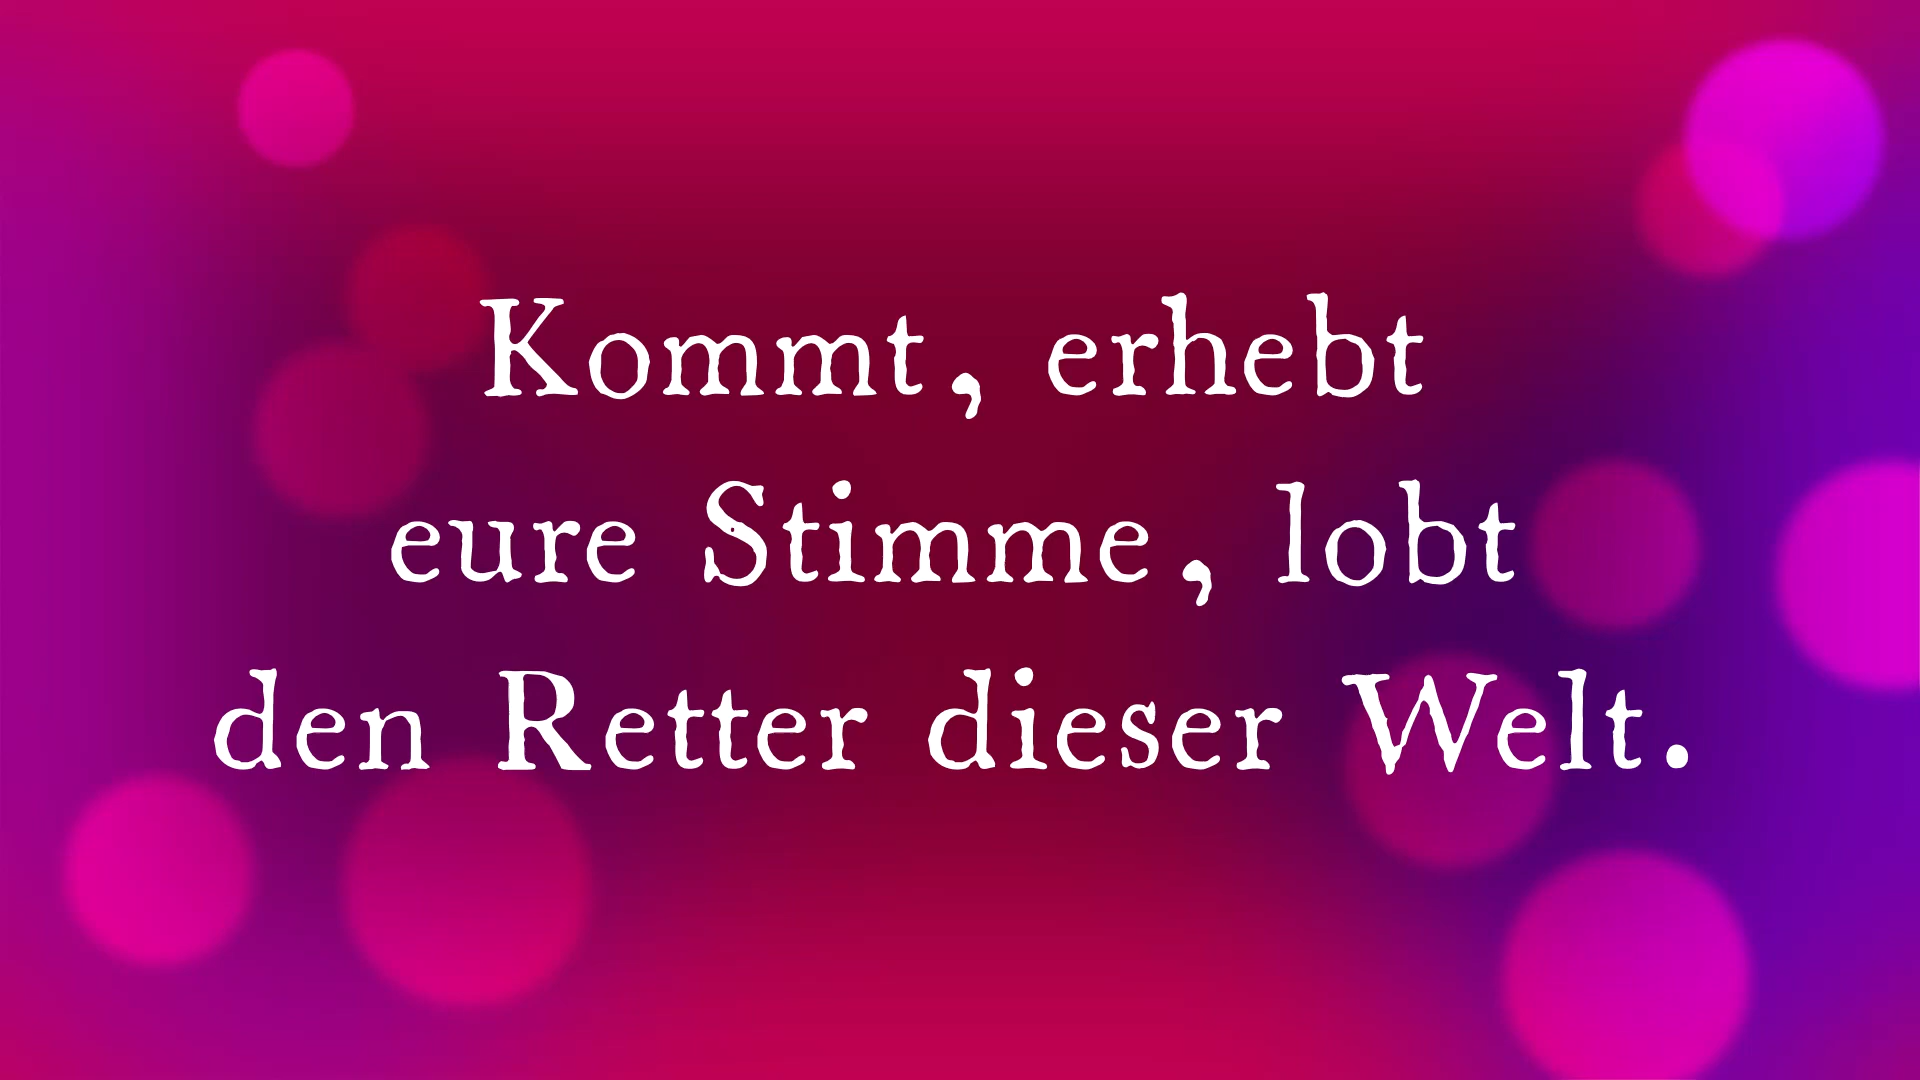 Kommt, erhebt
eure Stimme, lobt
den Retter dieser Welt.